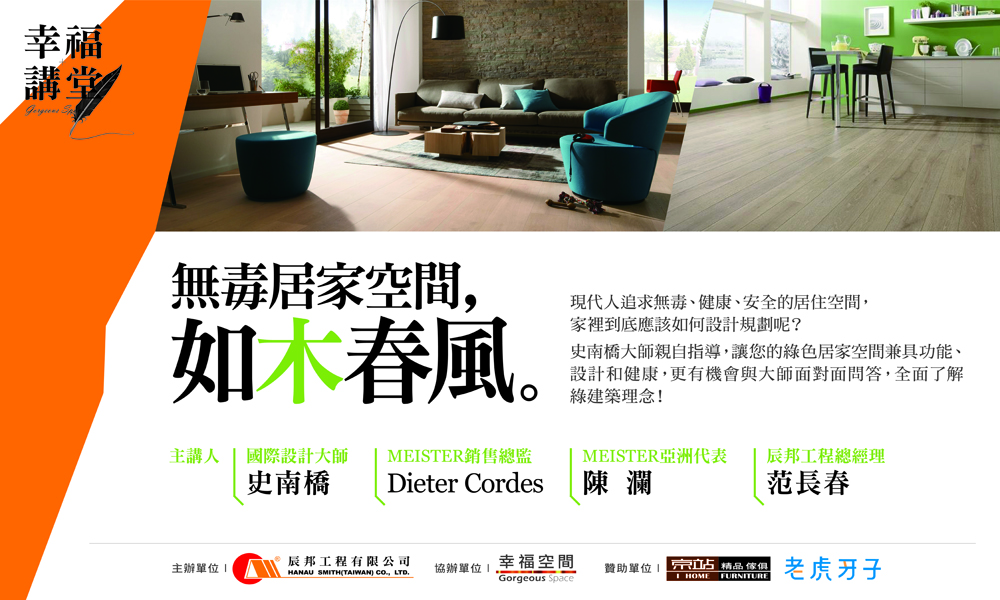 幸福
講堂
Gorgeous Space
無毒居家空間，
如木春風。
現代人追求無毒、健康、安全的居住空間，
家裡到底應該如何設計規劃呢？
史南橋大師親自指導，讓您的綠色居家空間兼具功能、
設計和健康，更有機會與大師面對面問答，全面了解
綠建築理念！
主講人
國際設計大師
史南橋
MEISTER銷售總監
Dieter Cordes
MEISTER亞洲代表
陳 瀾
辰邦工程總經理
范長春
主辦單位
辰邦工程有限公司
HANAU SMITH(TAIWAN) CO., LTD.
協辦單位
幸福空間
Gorgeous Space
贊助單位
京站 精品傢俱
I HOME FURNITURE
老虎牙子